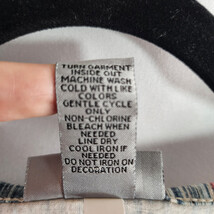 TURN GARMENT
INSIDE OUT
MACHINE WASH
COLD WITH LIKE
COLORS
GENTLE CYCLE
ONLY
NON-CHLORINE
BLEACH WHEN
NEEDED
LINE DRY
COOL IRON IF
NEEDED
DO NOT IRON ON
DECORATION